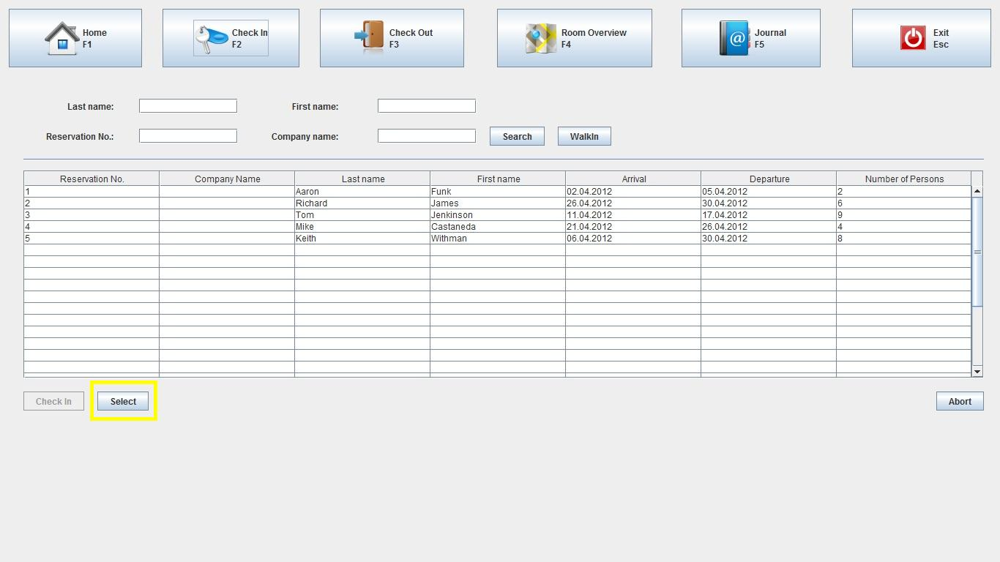 Home
F1
Check In
F2
Check Out
F3
Room Overview
F4
@
Journal
F5
Exit
Esc
Last name:
First name:
Reservation No.:
Company name:
Search
WalkIn
Reservation No. Company Name Last name First name Arrival Departure Number of Persons
1 Aaron Funk 02.04.2012 05.04.2012 2
2 Richard James 26.04.2012 30.04.2012 6
3 Tom Jenkinson 11.04.2012 17.04.2012 9
4 Mike Castaneda 21.04.2012 26.04.2012 4
5 Keith Withman 06.04.2012 30.04.2012 8
Check In
Select
Abort